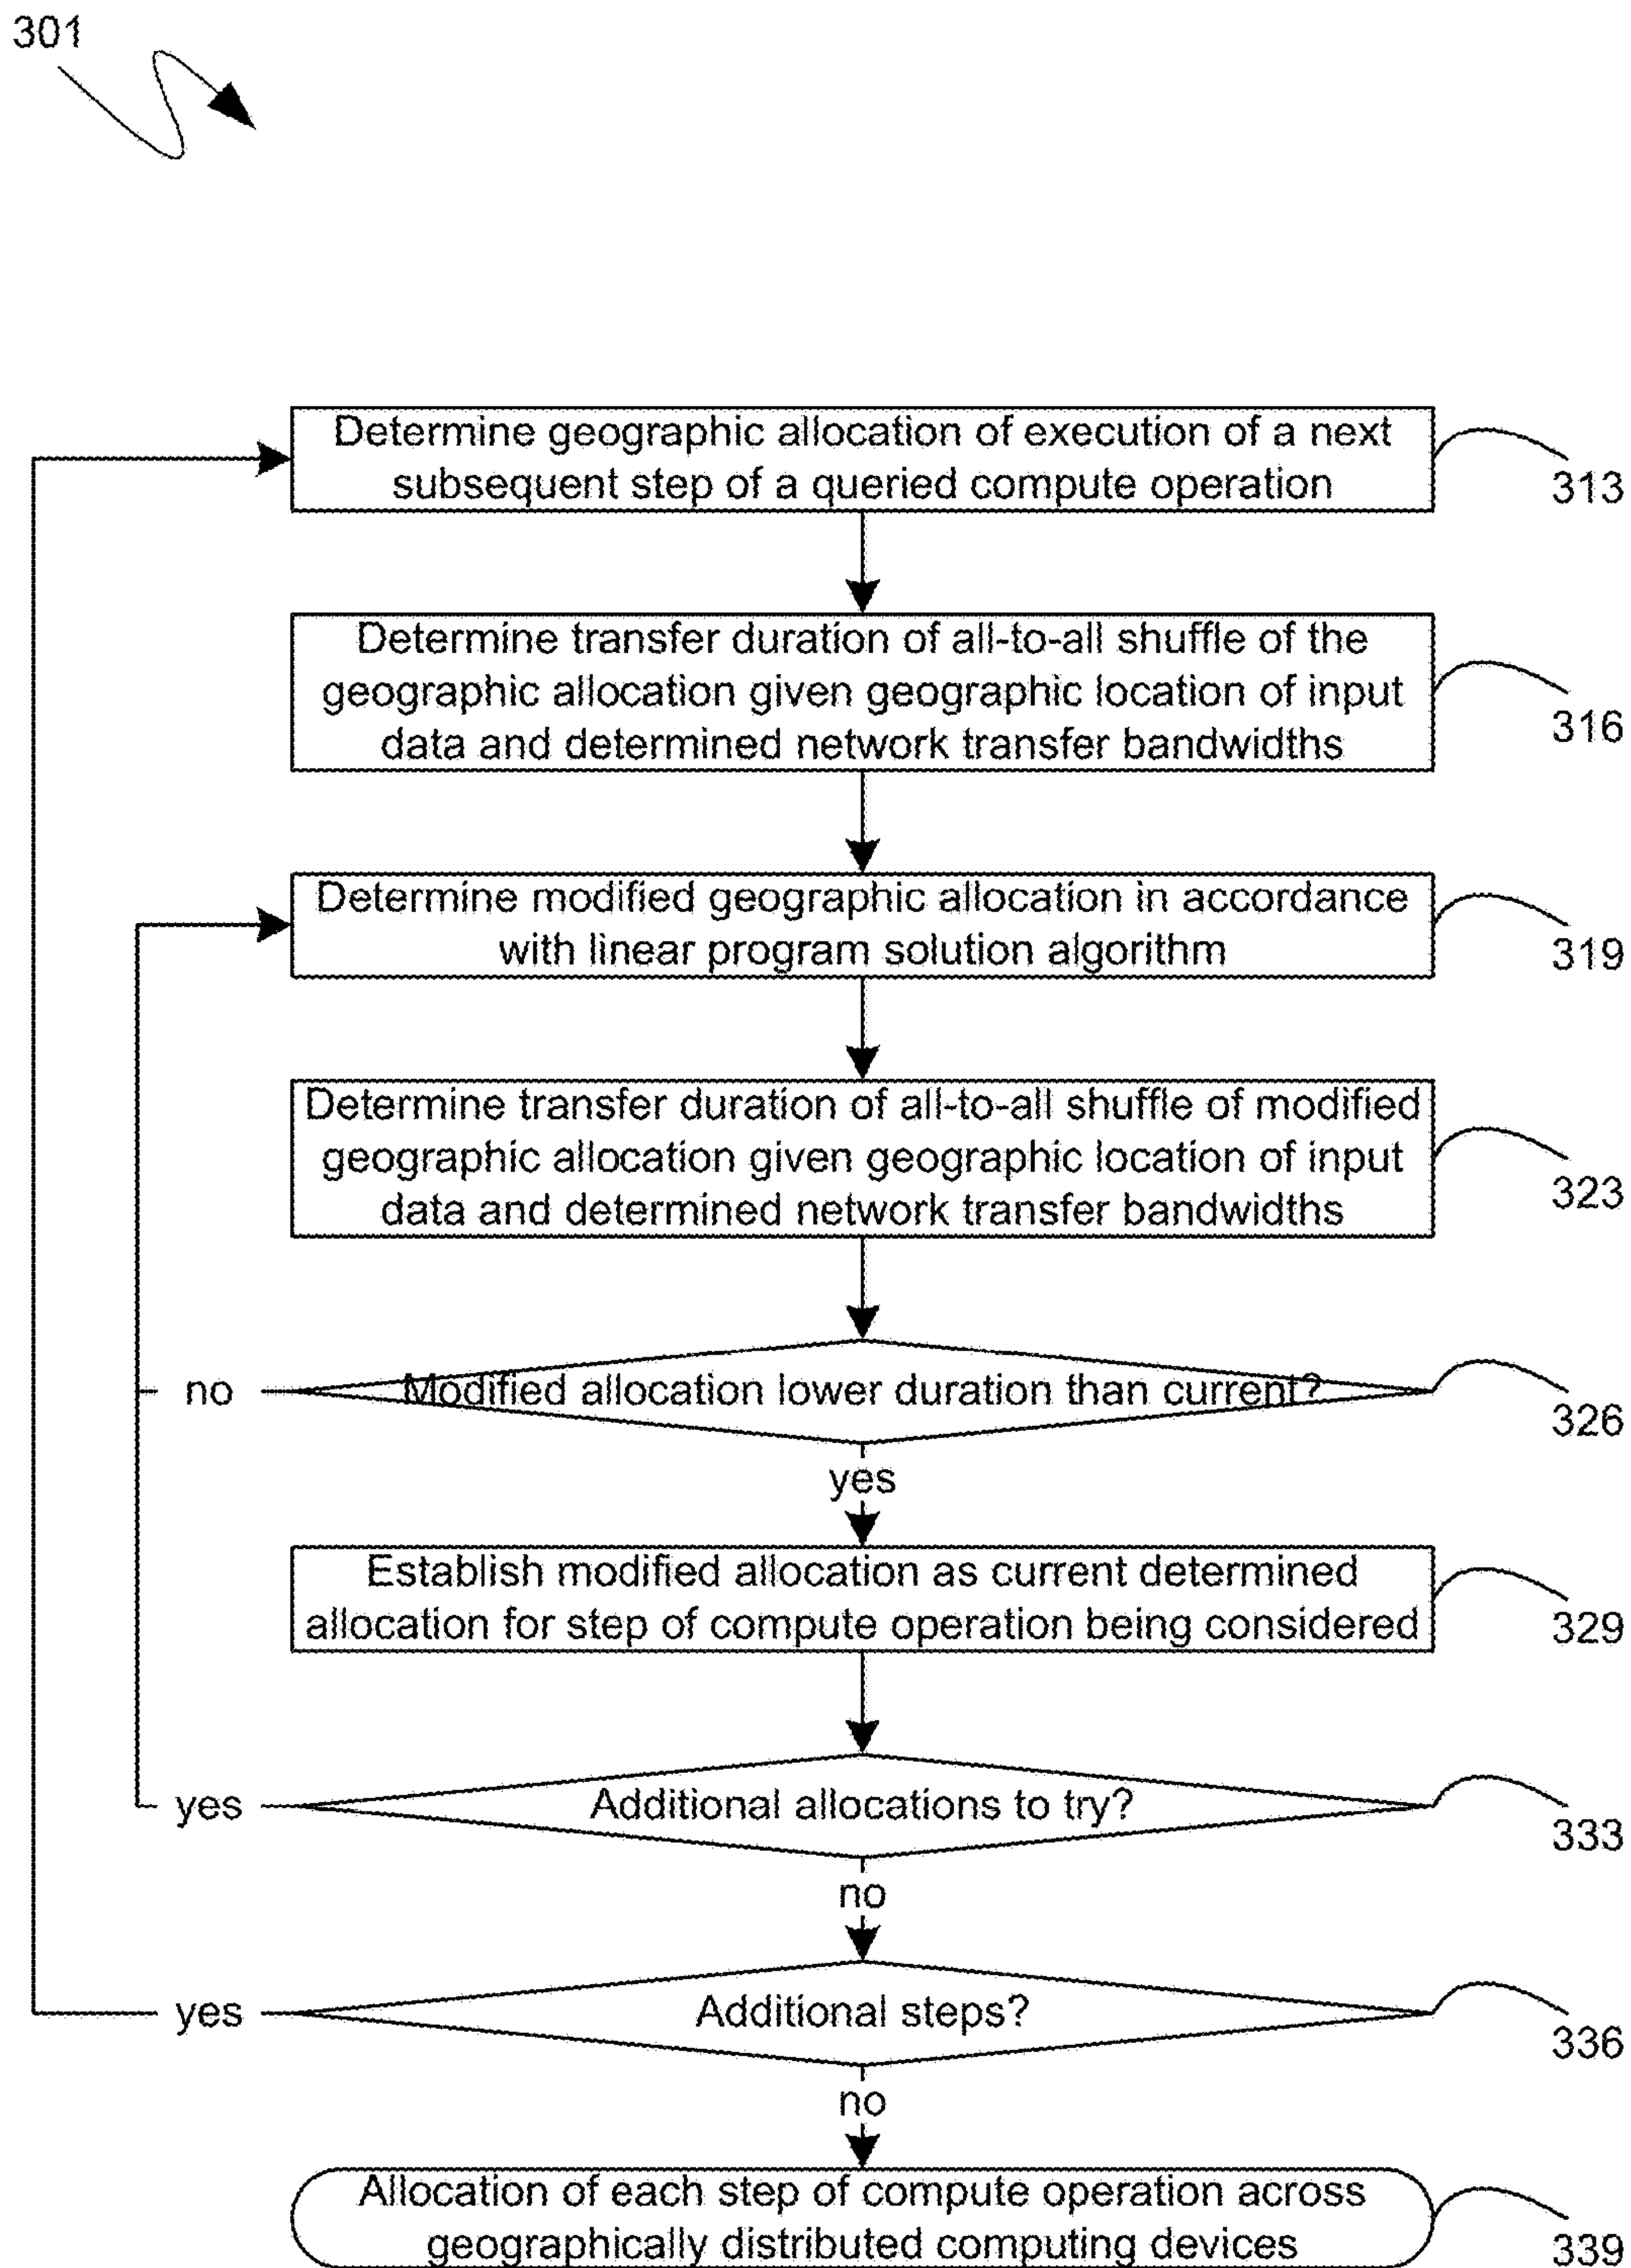 301
Determine geographic allocation of execution of a next
subsequent step of a queried compute operation
313
Determine transfer duration of all-to-all shuffle of the
geographic allocation given geographic location of input
data and determined network transfer bandwidths
316
Determine modified geographic allocation in accordance
with linear program solution algorithm
319
Determine transfer duration of all-to-all shuffle of modified
geographic allocation given geographic location of input
data and determined network transfer bandwidths
323
no
Modified allocation lower duration than current?
326
yes
Establish modified allocation as current determined
allocation for step of compute operation being considered
329
yes
Additional allocations to try?
333
no
yes
Additional steps?
336
no
Allocation of each step of compute operation across
geographically distributed computing devices
339